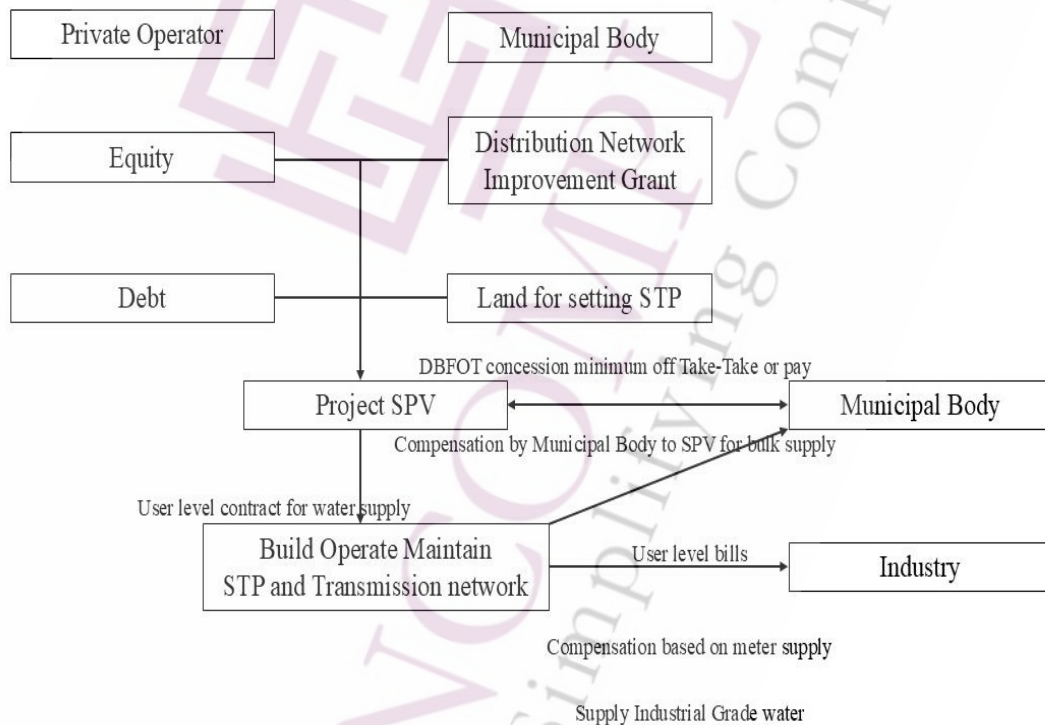 Private Operator
Municipal Body
Equity
Distribution Network
Improvement Grant
Debt
Land for setting STP
DBFOT concession minimum off Take-Take or pay
Project SPV
Municipal Body
Compensation by Municipal Body to SPV for bulk supply
User level contract for water supply
Build Operate Maintain
STP and Transmission network
User level bills
Industry
Compensation based on meter supply
Supply Industrial Grade water
NCOMPL
Simplifying Comp